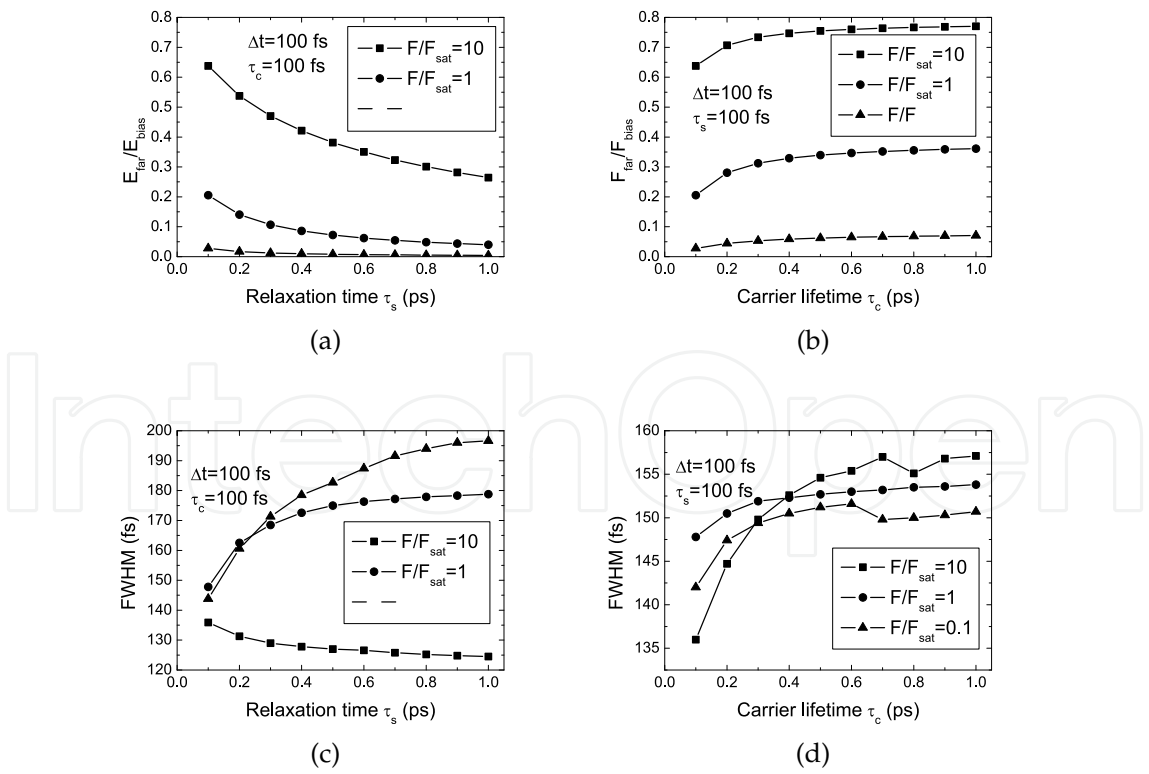 0.8
0.7
0.6
0.5
0.4
0.3
0.2
0.1
0.0
E_far/E_bias
Δt=100 fs
τ_c=100 fs
F/F_sat=10
F/F_sat=1
0.0 0.2 0.4 0.6 0.8 1.0
Relaxation time τ_s (ps)
(a)
0.8
0.7
0.6
0.5
0.4
0.3
0.2
0.1
0.0
F_far/F_bias
Δt=100 fs
τ_s=100 fs
F/F_sat=10
F/F_sat=1
F/F
0.0 0.2 0.4 0.6 0.8 1.0
Carrier lifetime τ_c (ps)
(b)
IntechOpen
200
190
180
170
160
150
140
130
120
FWHM (fs)
Δt=100 fs
τ_c=100 fs
F/F_sat=10
F/F_sat=1
0.0 0.2 0.4 0.6 0.8 1.0
Relaxation time τ_s (ps)
(c)
160
155
150
145
140
135
FWHM (fs)
Δt=100 fs
τ_s=100 fs
F/F_sat=10
F/F_sat=1
F/F_sat=0.1
0.0 0.2 0.4 0.6 0.8 1.0
Carrier lifetime τ_c (ps)
(d)